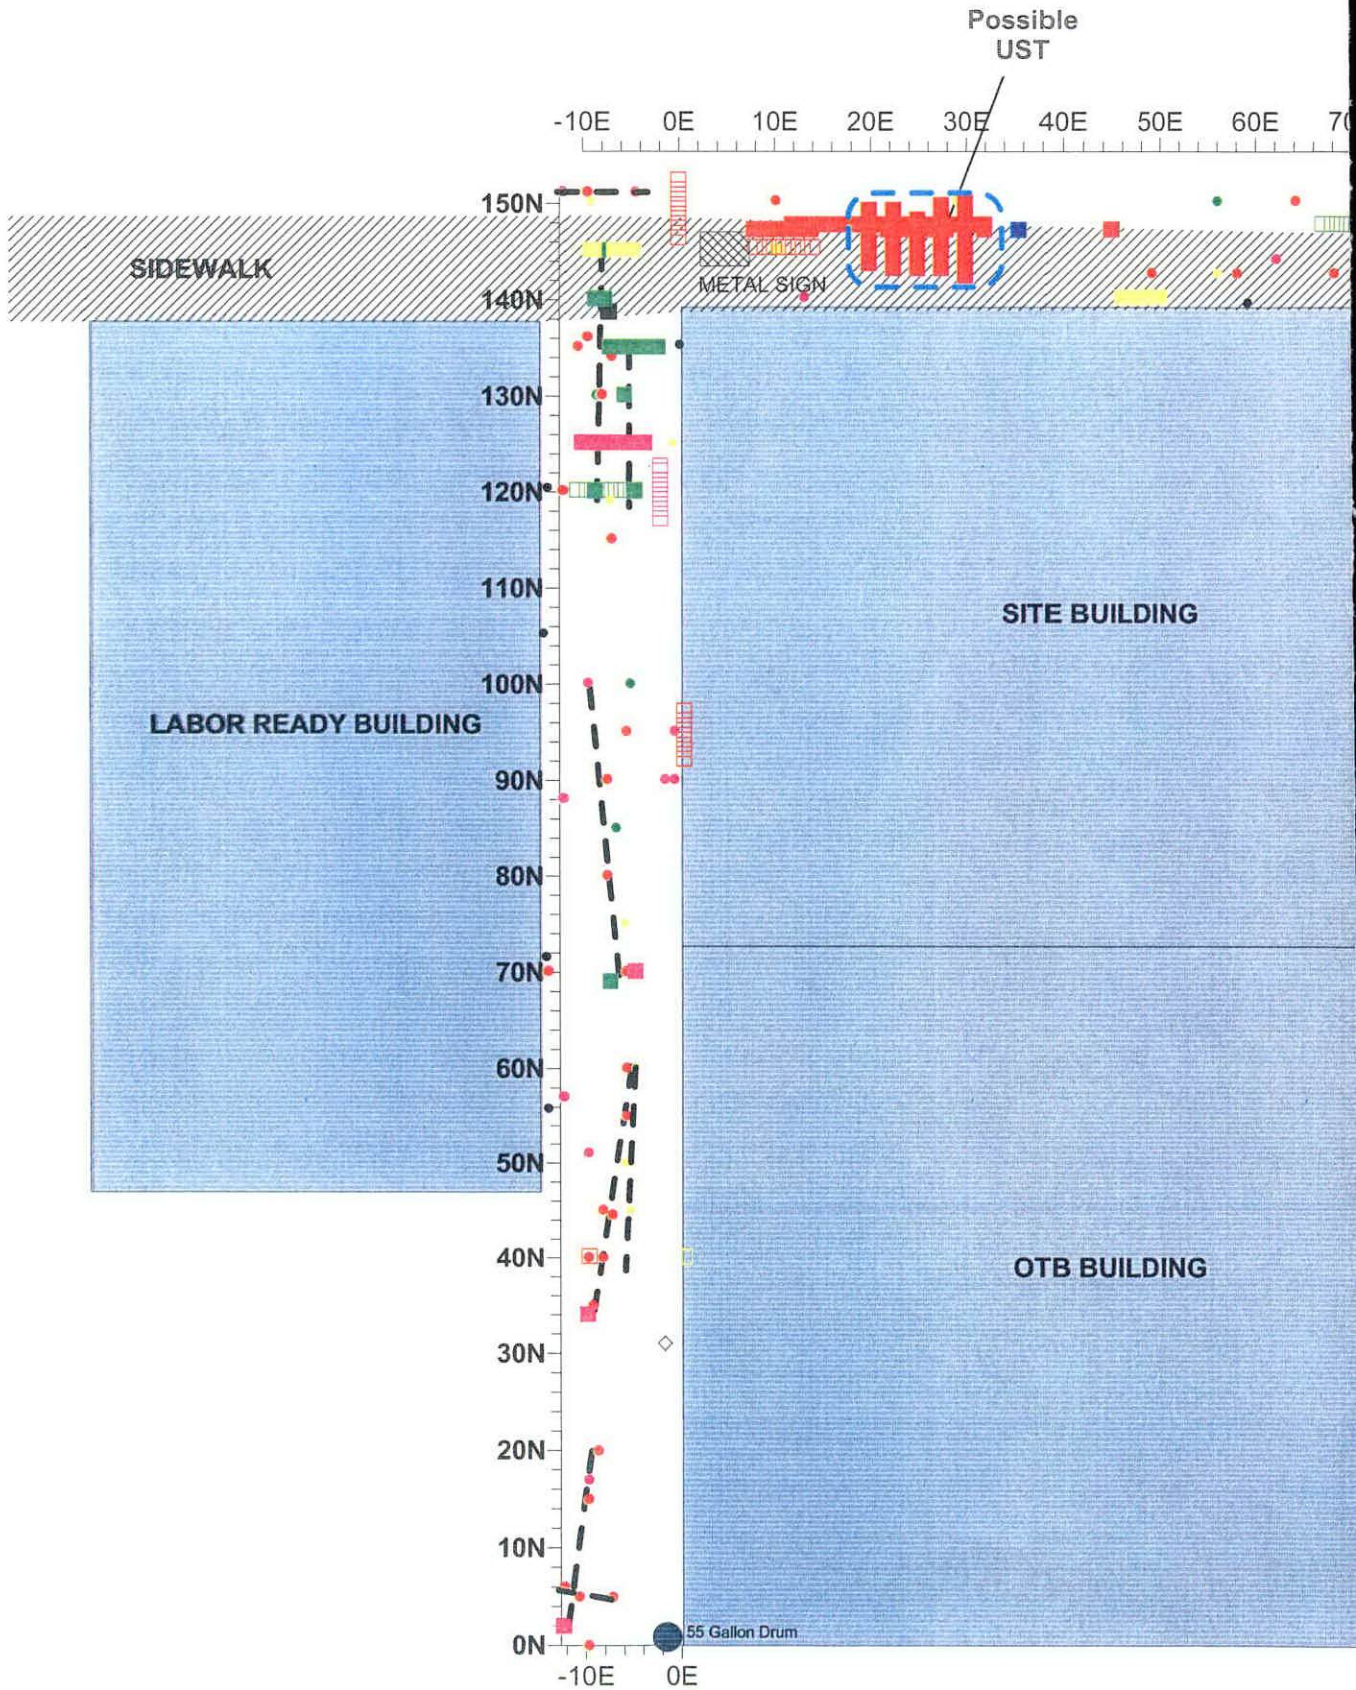 Possible
UST
-10E 0E 10E 20E 30E 40E 50E 60E
150N
SIDEWALK
METAL SIGN
140N
130N
120N
110N
SITE BUILDING
100N
LABOR READY BUILDING
90N
80N
70N
60N
50N
40N
OTB BUILDING
30N
20N
10N
55 Gallon Drum
0N
-10E 0E